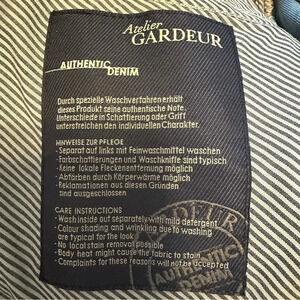 Atelier
GARDEUR
AUTHENTIC
DENIM
Durch spezielle Waschverfahren erhält
dieses Produkt seine authentische Note.
Unterschiede in Schattierung oder Griff
unterstreichen den individuellen Charakter.
HINWEISE ZUR PFLEGE
- Separat auf links mit Feinwaschmittel waschen
- Farbschattierungen und Waschkniffe sind typisch
- Keine lokale Fleckenentfernung möglich
- Abfärben durch Körperwärme möglich
- Reklamationen aus diesen Gründen
sind ausgeschlossen
CARE INSTRUCTIONS
- Wash inside out separately with mild detergent
- Colour shading and wrinkling due to washing
are typical for the look
- No local stain removal possible
- Body heat might cause the fabric to stain
- Complaints for these reasons will not be accepted
AUTHENTIC
DENIM